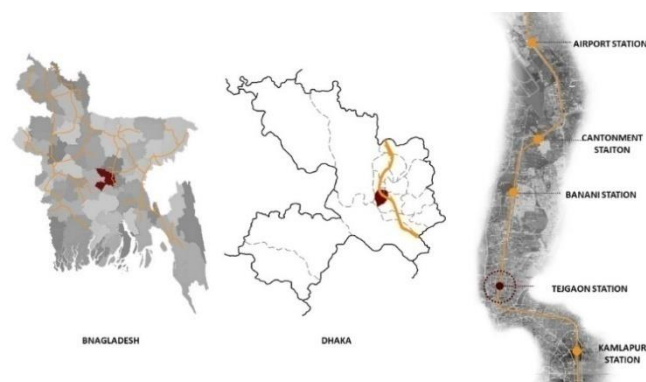 AIRPORT STATION
CANTONMENT
STAITON
BANANI STATION
TEJGAON STATION
BNAGLADESH
DHAKA
KAMLAPUR
STATION